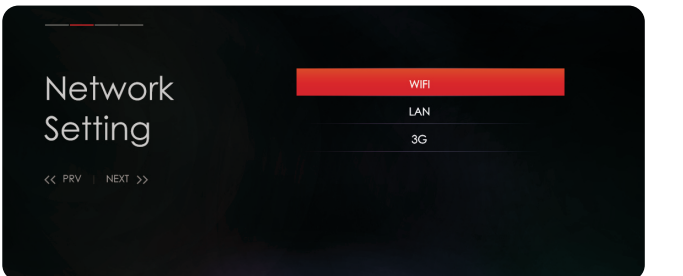 Network
Setting
<< PRV | NEXT >>
WIFI
LAN
3G